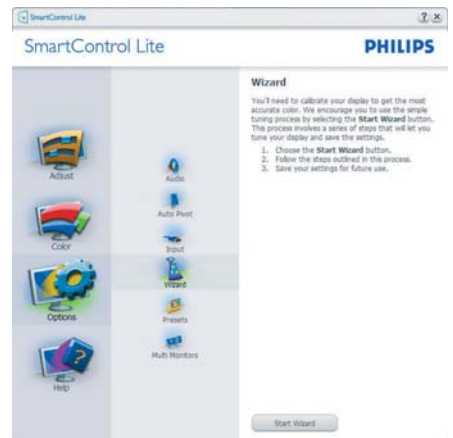 SmartControl Lite
SmartControl Lite
PHILIPS
Adjust
Color
Options
Help
Audio
Auto Pivot
Input
Wizard
Presets
Multi Monitors
Wizard
You'll need to calibrate your display to get the most
accurate color. We encourage you to use the simple
tuning process by selecting the Start Wizard button.
This process involves a series of steps that will let you
tune your display and save the settings.
1. Choose the Start Wizard button.
2. Follow the steps outlined in this process.
3. Save your settings for future use.
Start Wizard